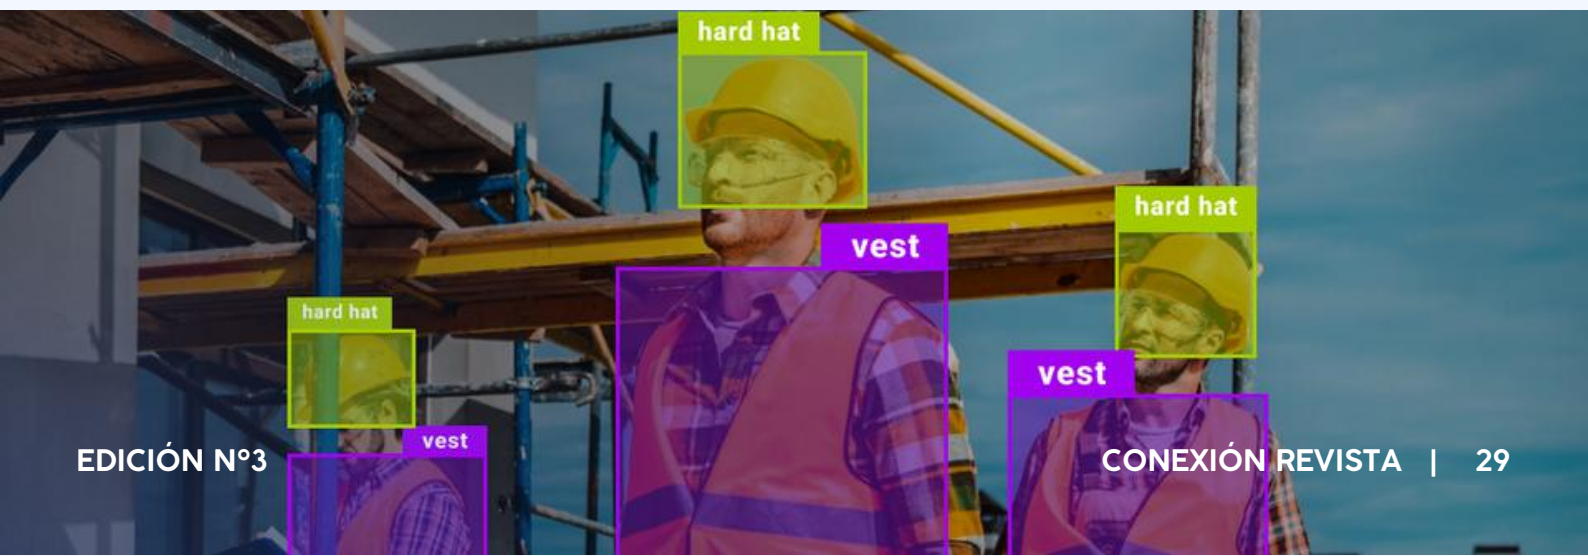 hard hat
hard hat
vest
hard hat
vest
vest
EDICIÓN N°3
CONEXIÓN REVISTA | 29